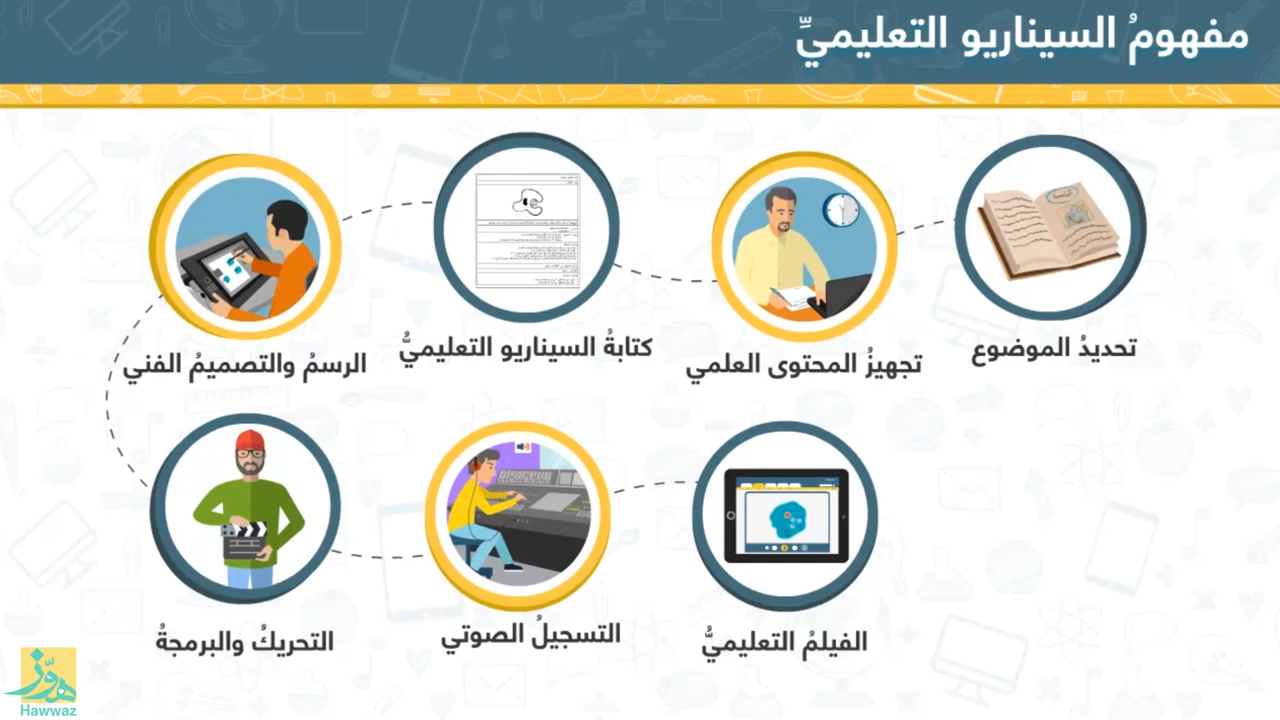 مفهومُ السيناريو التعليميِّ
تحديدُ الموضوع
تجهيزُ المحتوى العلمي
كتابةُ السيناريو التعليميُّ
الرسمُ والتصميمُ الفني
التحريكُ والبرمجةُ
التسجيلُ الصوتي
الفيلمُ التعليميُّ
هوّز
Hawwaz